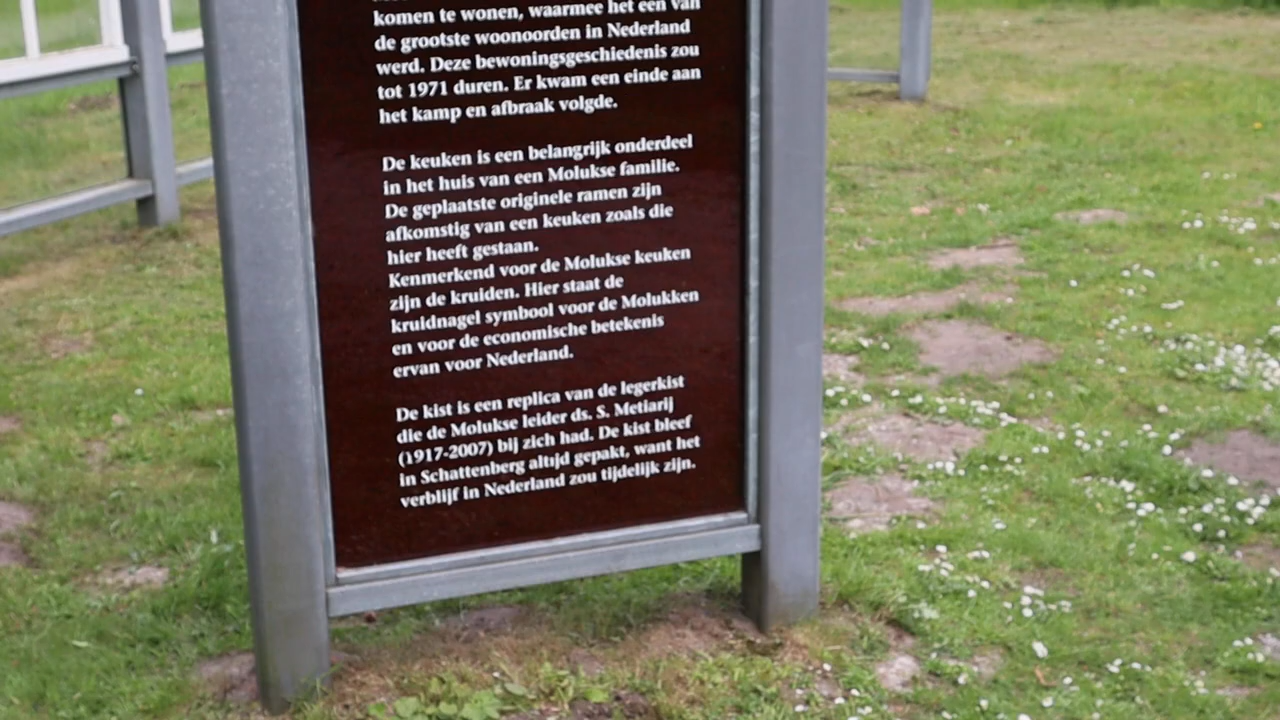 komen te wonen, waarmee het een van
de grootste woonoorden in Nederland
werd. Deze bewoningsgeschiedenis zou
tot 1971 duren. Er kwam een einde aan
het kamp en afbraak volgde.
De keuken is een belangrijk onderdeel
in het huis van een Molukse familie.
De geplaatste originele ramen zijn
afkomstig van een keuken zoals die
hier heeft gestaan.
Kenmerkend voor de Molukse keuken
zijn de kruiden. Hier staat de
kruidnagel symbool voor de Molukken
en voor de economische betekenis
ervan voor Nederland.
De kist is een replica van de legerkist
die de Molukse leider ds. S. Metiarij
(1917-2007) bij zich had. De kist bleef
in Schattenberg altijd gepakt, want het
verblijf in Nederland zou tijdelijk zijn.